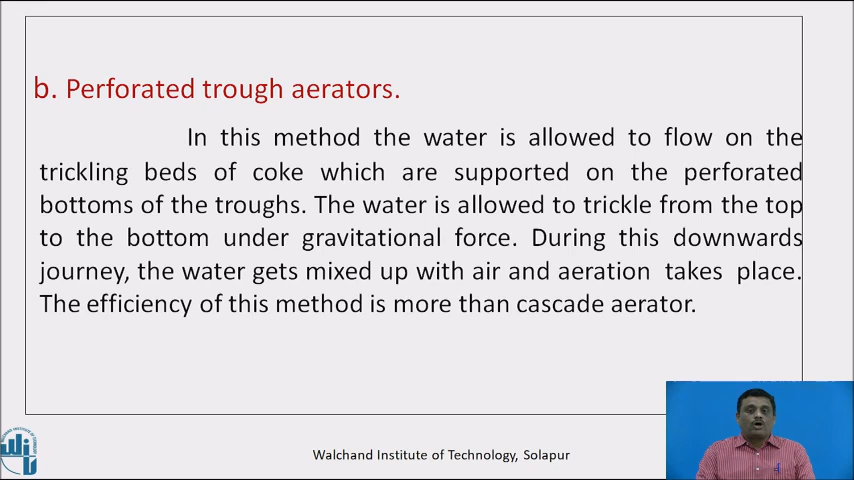 b. Perforated trough aerators.
In this method the water is allowed to flow on the
trickling beds of coke which are supported on the perforated
bottoms of the troughs. The water is allowed to trickle from the top
to the bottom under gravitational force. During this downwards
journey, the water gets mixed up with air and aeration takes place.
The efficiency of this method is more than cascade aerator.
Walchand Institute of Technology, Solapur